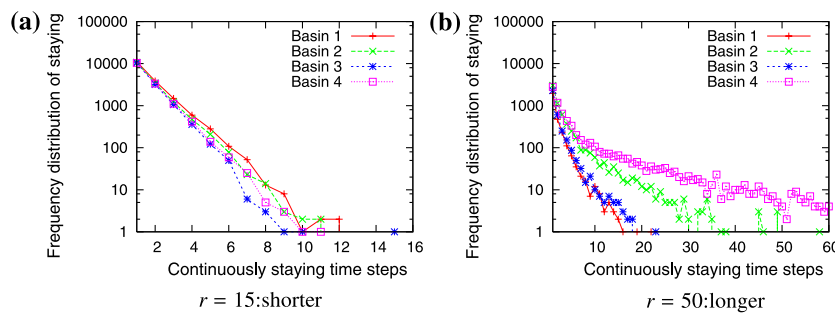 (a)
Frequency distribution of staying
100000
10000
1000
100
10
1
2 4 6 8 10 12 14 16
Basin 1
Basin 2
Basin 3
Basin 4
Continuously staying time steps
r = 15:shorter
(b)
Frequency distribution of staying
100000
10000
1000
100
10
1
10 20 30 40 50 60
Basin 1
Basin 2
Basin 3
Basin 4
Continuously staying time steps
r = 50:longer